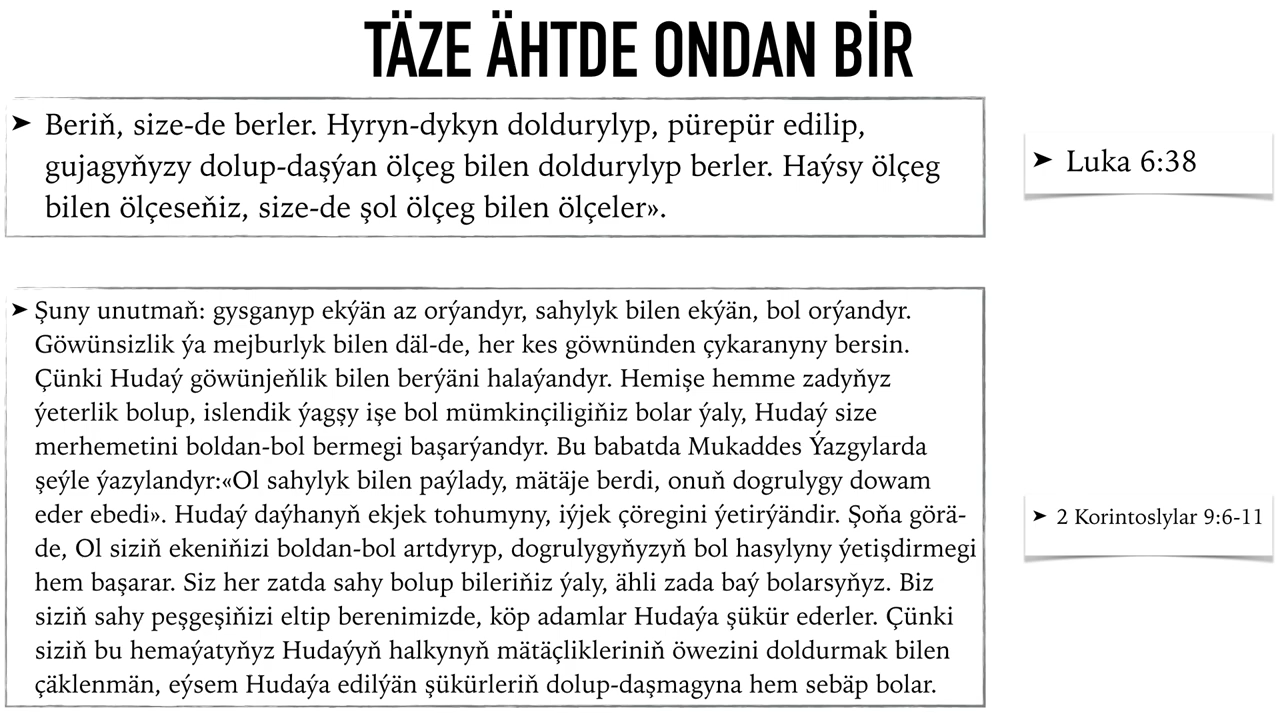 TÄZE ÄHTDE ONDAN BİR
➤ Beriň, size-de berler. Hyryn-dykyn doldurylyp, pürepür edilip,
gujagyňyzy dolup-daşýan ölçeg bilen doldurylyp berler. Haýsy ölçeg
bilen ölçeseňiz, size-de şol ölçeg bilen ölçeler».
➤ Luka 6:38
➤ Şuny unutmaň: gysganyp ekýän az orýandyr, sahylyk bilen ekýän, bol orýandyr.
Göwünsizlik ýa mejburlyk bilen däl-de, her kes göwnünden çykaranyny bersin.
Çünki Hudaý göwünjeňlik bilen berýäni halaýandyr. Hemişe hemme zadyňyz
ýeterlik bolup, islendik ýagşy işe bol mümkinçiligiňiz bolar ýaly, Hudaý size
merhemetini boldan-bol bermegi başarýandyr. Bu babatda Mukaddes Ýazgylarda
şeýle ýazylandyr:«Ol sahylyk bilen paýlady, mätäje berdi, onuň dogrulygy dowam
eder ebedi». Hudaý daýhanyň ekjek tohumyny, iýjek çöregini ýetirýändir. Şoňa görä-
de, Ol siziň ekeniňizi boldan-bol artdyryp, dogrulygyňyzyň bol hasylyny ýetişdirmegi
hem başarar. Siz her zatda sahy bolup bileriňiz ýaly, ähli zada baý bolarsyňyz. Biz
siziň sahy peşgeşiňizi eltip berenimizde, köp adamlar Hudaýa şükür ederler. Çünki
siziň bu hemaýatyňyz Hudaýyň halkynyň mätäçlikleriniň öwezini doldurmak bilen
çäklenmän, eýsem Hudaýa edilýän şükürleriň dolup-daşmagyna hem sebäp bolar.
➤ 2 Korintoslylar 9:6-11